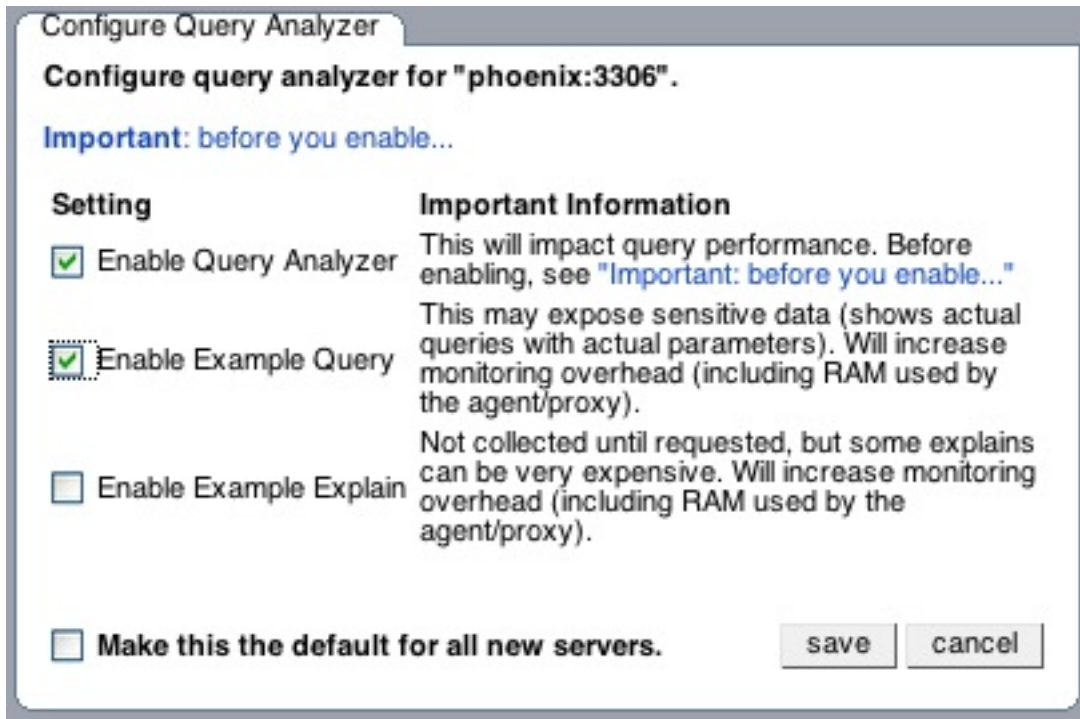 Configure Query Analyzer
Configure query analyzer for "phoenix:3306".
Important: before you enable...
Setting
Important Information
Enable Query Analyzer
This will impact query performance. Before
enabling, see "Important: before you enable..."
Enable Example Query
This may expose sensitive data (shows actual
queries with actual parameters). Will increase
monitoring overhead (including RAM used by
the agent/proxy).
Enable Example Explain
Not collected until requested, but some explains
can be very expensive. Will increase monitoring
overhead (including RAM used by the
agent/proxy).
Make this the default for all new servers.
save
cancel